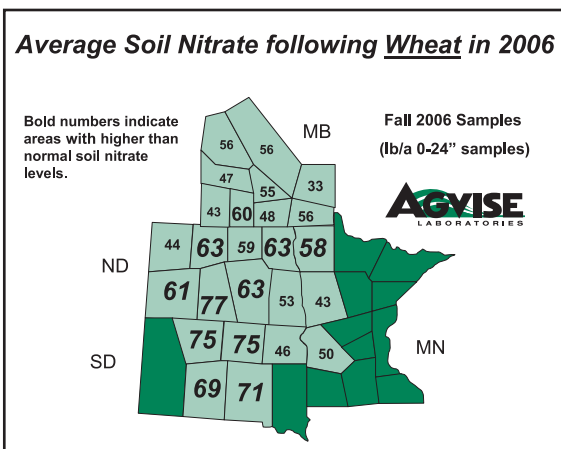 Average Soil Nitrate following Wheat in 2006
Bold numbers indicate
areas with higher than
normal soil nitrate
levels.
MB
Fall 2006 Samples
(lb/a 0-24” samples)
AGVISE
LABORATORIES
56 56
47 55 33
43 60 48 56
ND
44 63 59 63 58
61 77 63 53 43
SD
75 75 46 50
MN
69 71